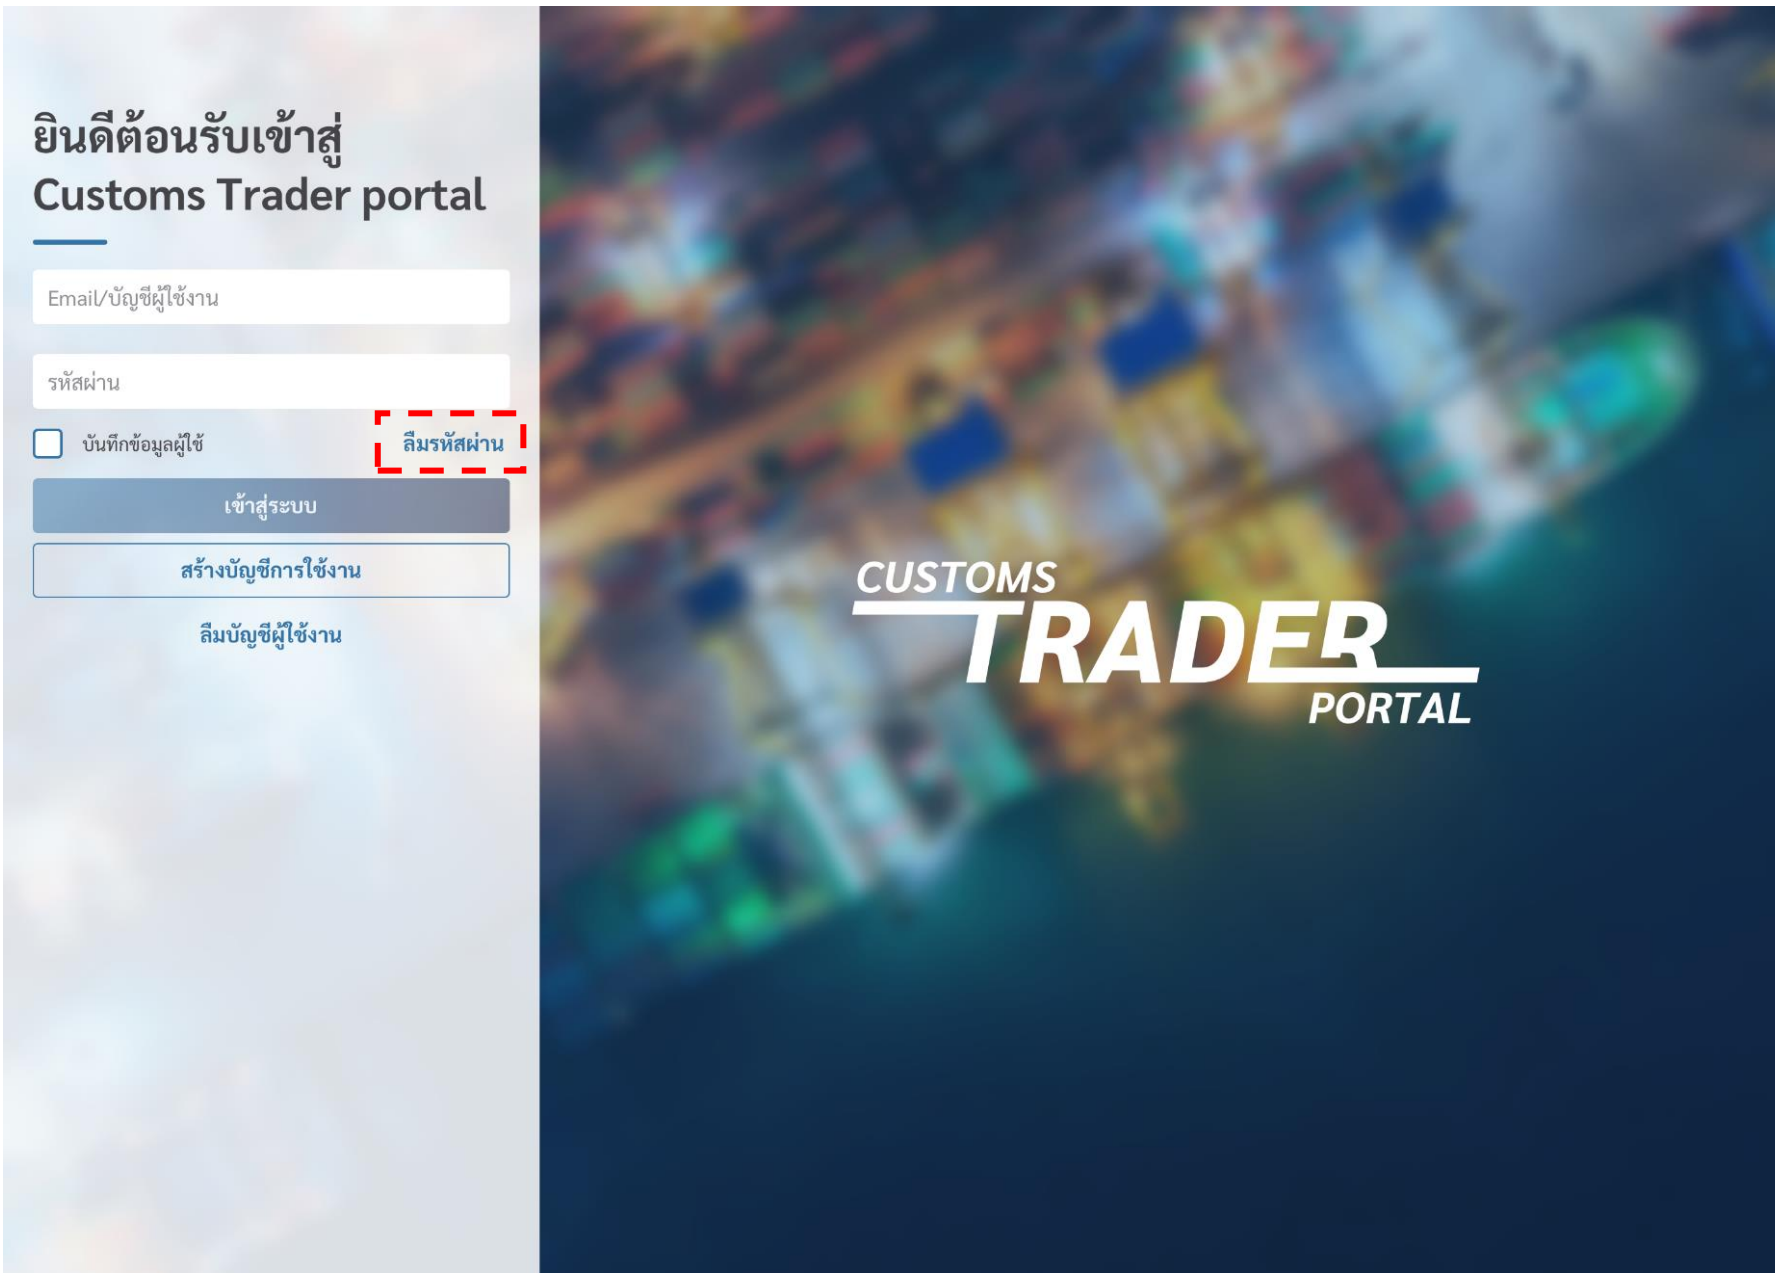 ยินดีต้อนรับเข้าสู่
Customs Trader portal
Email/บัญชีผู้ใช้งาน
รหัสผ่าน
บันทึกข้อมูลผู้ใช้
ลืมรหัสผ่าน
เข้าสู่ระบบ
สร้างบัญชีการใช้งาน
ลืมบัญชีผู้ใช้งาน
CUSTOMS
TRADER
PORTAL